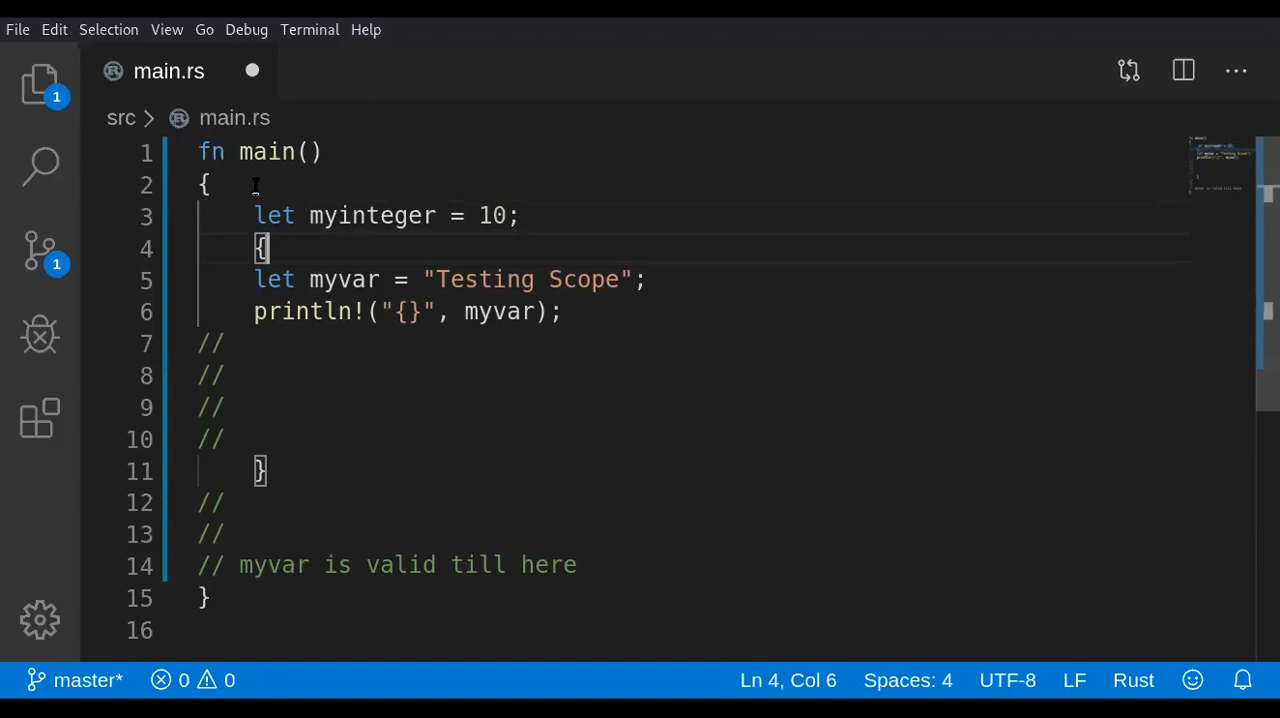 File Edit Selection View Go Debug Terminal Help
main.rs
src > main.rs
1 fn main()
2 {
3 let myinteger = 10;
4 {
5 let myvar = "Testing Scope";
6 println!("{}", myvar);
7 //
8 //
9 //
10 //
11 }
12 //
13 //
14 // myvar is valid till here
15 }
16
1
1
master* 0 0 Ln 4, Col 6 Spaces: 4 UTF-8 LF Rust